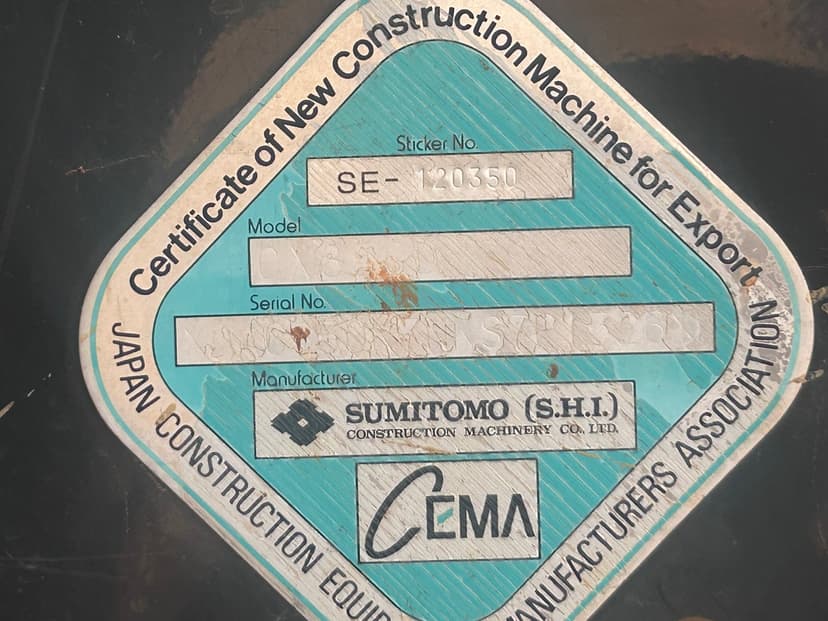 Certificate of New Construction Machine for Export
Sticker No.
SE- 120350
Model
Serial No.
Manufacturer
SUMITOMO (S.H.I.)
CONSTRUCTION MACHINERY CO., LTD.
CEMA
JAPAN CONSTRUCTION MANUFACTURERS ASSOCIATION